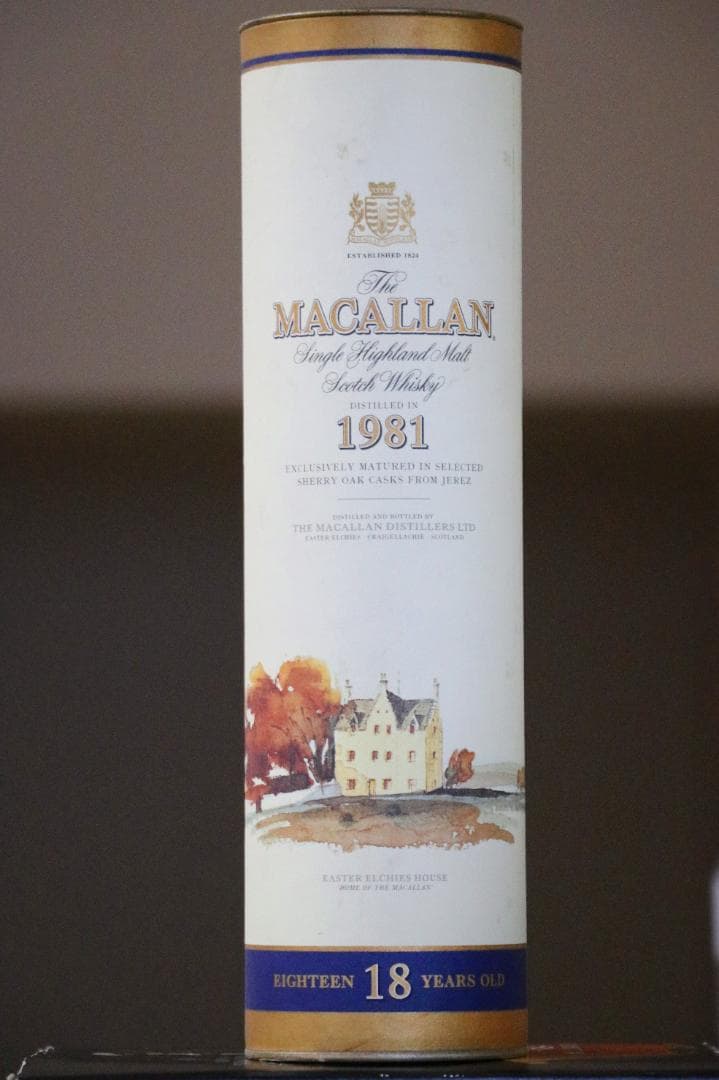 ESTABLISHED 1824
The
MACALLAN
Single Highland Malt
Scotch Whisky
DISTILLED IN
1981
EXCLUSIVELY MATURED IN SELECTED
SHERRY OAK CASKS FROM JEREZ
DISTILLED AND BOTTLED BY
THE MACALLAN DISTILLERS LTD
EASTER ELCHIES CRAIGELLACHIE SCOTLAND
EASTER ELCHIES HOUSE
'HOME OF THE MACALLAN'
EIGHTEEN 18 YEARS OLD